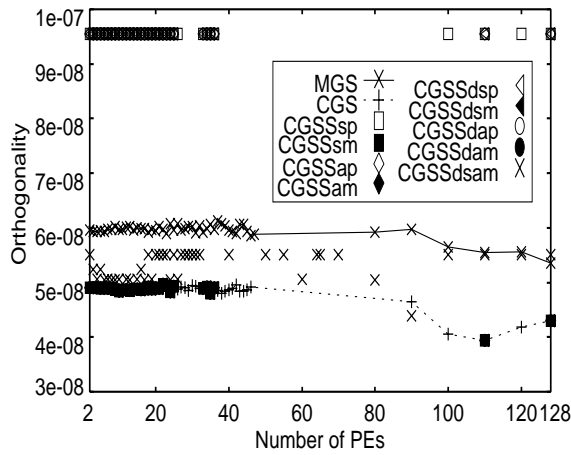 1e-07
9e-08
8e-08
7e-08
6e-08
5e-08
4e-08
3e-08
Orthogonality
MGS
CGS
CGSSsp
CGSSsm
CGSSap
CGSSam
CGSSdsp
CGSSdsm
CGSSdap
CGSSdam
CGSSdsam
2 20 40 60 80 100 120 128
Number of PEs